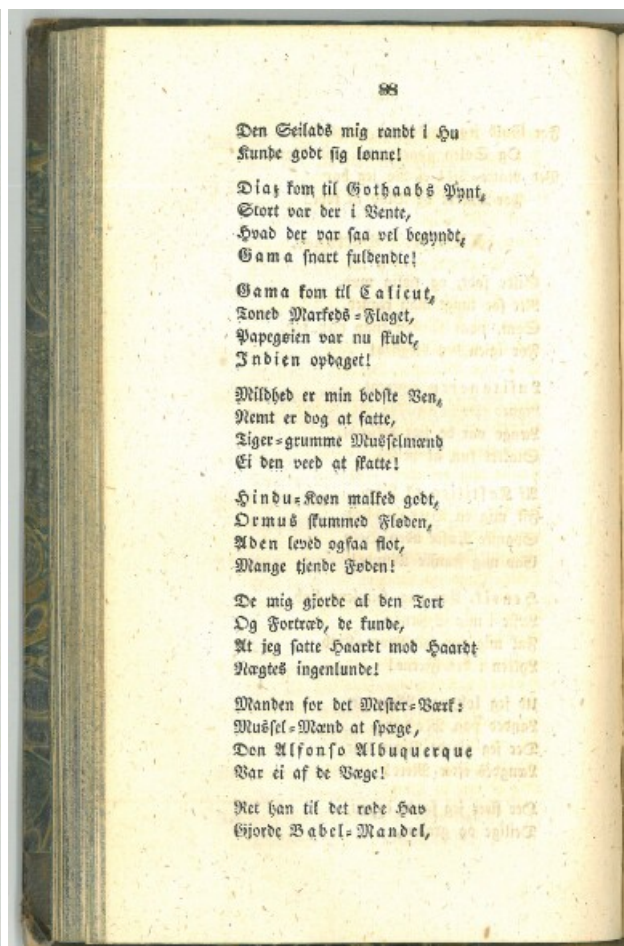 88
Den Seilads mig randt i Hu
Kunde godt sig lønne!
Diaz kom til Gothaabs Pynt,
Stort var der i Vente,
Hvad der var saa vel begyndt,
Gama snart fuldendte!
Gama kom til Calicut,
Toned Markeds-Flaget,
Papegøien var nu skudt,
Indien opdaget!
Mildhed er min bedste Ven,
Nemt er dog at fatte,
Tiger-grumme Musselmænd
Ei den veed at skatte!
Hindu-Koen malked godt,
Ormus skummed Fløden,
Aden leved ogsaa flot,
Mange tjende Føden!
De mig gjorde al den Tort
Og Fortræd, de kunde,
At jeg satte Haardt mod Haardt
Nægtes ingenlunde!
Manden for det Mester-Værk:
Mussel-Mænd at spæge,
Don Alfonso Albuquerque
Var ei af de Væge!
Ret han til det røde Hav
Gjorde Babel-Mandel,